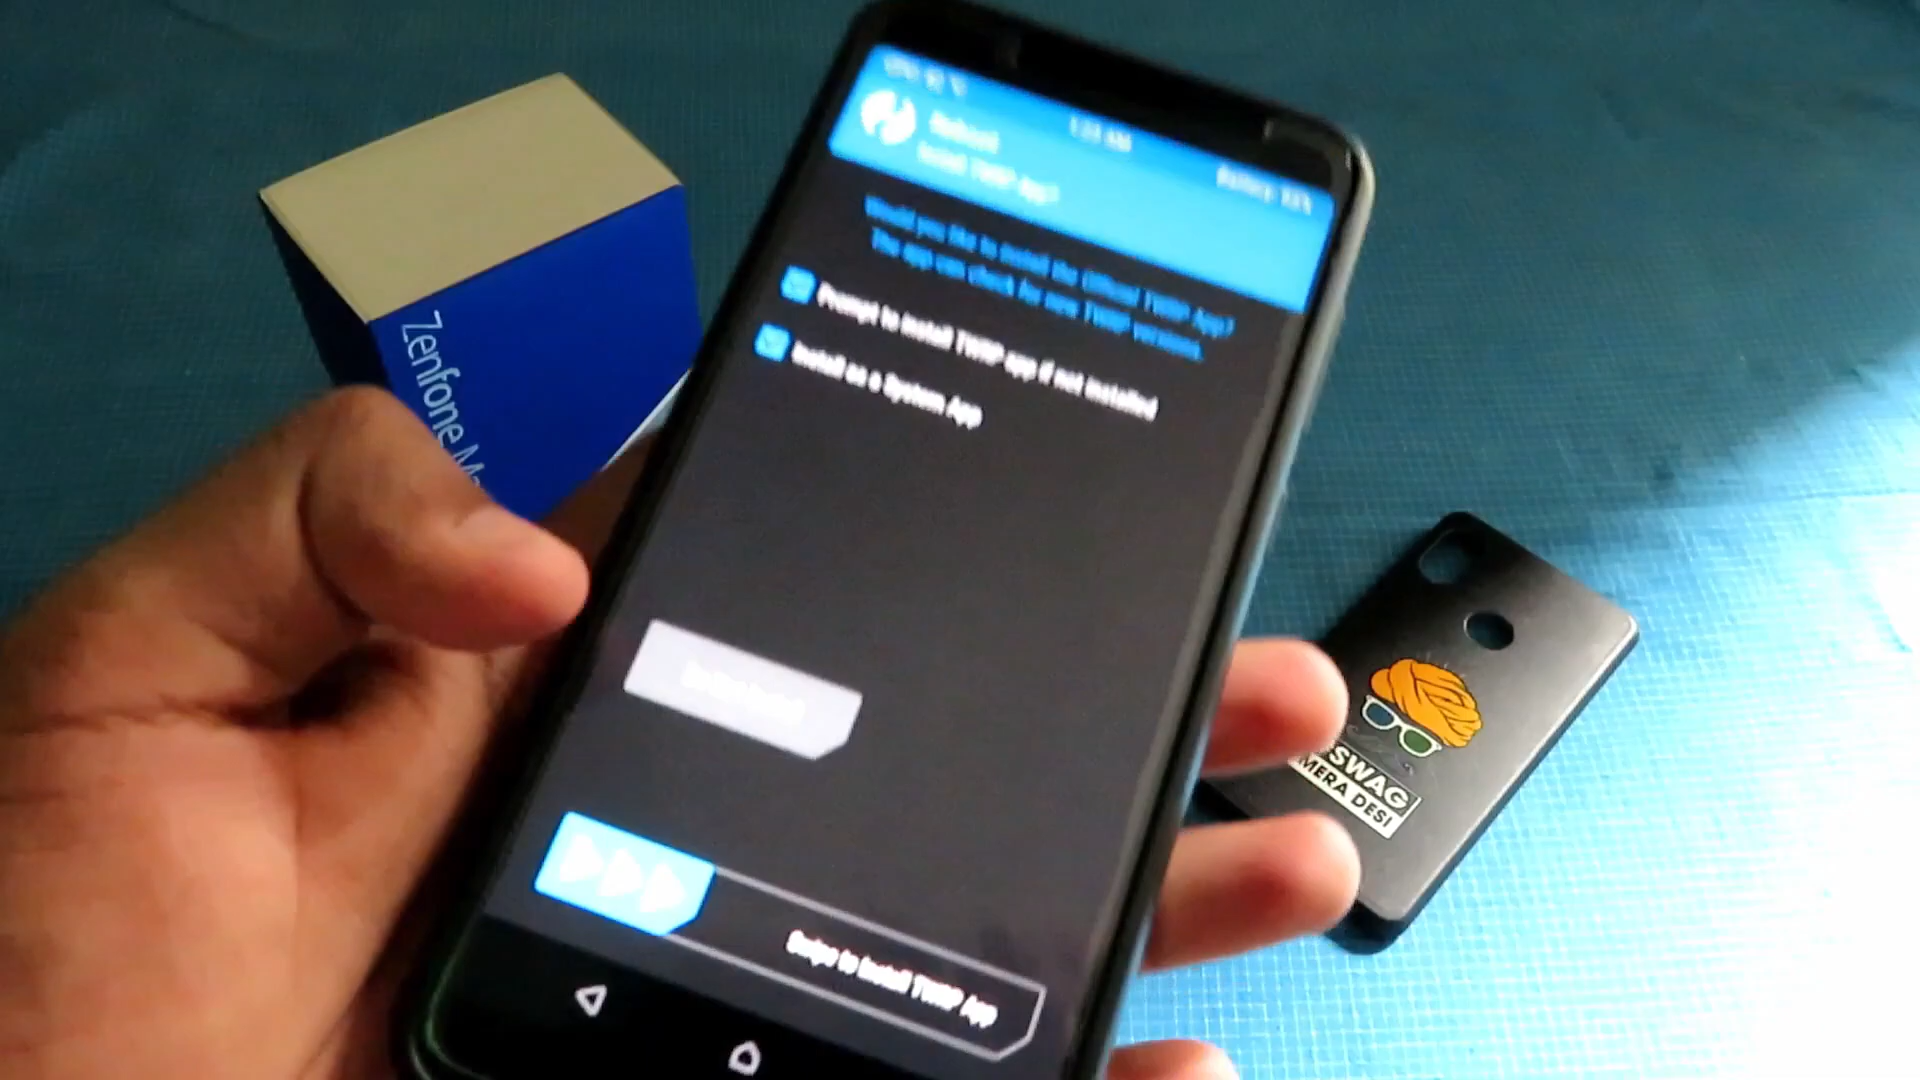 Reboot
Install TWRP App?
Would you like to install the Official TWRP App?
The app can check for new TWRP versions.
Prompt to install TWRP app if not installed
Install as a System App
Swipe to Install TWRP App
Zenfone Ma
SWAG
MERA DESI